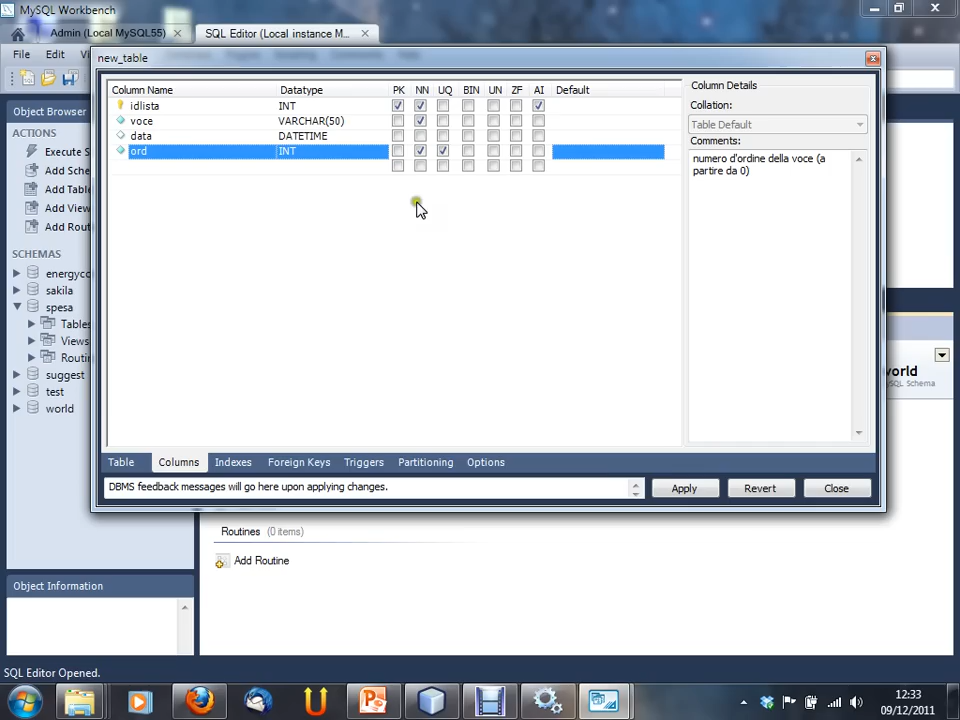 MySQL Workbench
Admin (Local MySQL55)
SQL Editor (Local instance M...
File Edit
new_table
Object Browser
ACTIONS
Execute S
Add Sche
Add Table
Add View
Add Rout
SCHEMAS
energyco
sakila
spesa
Tables
Views
Routin
suggest
test
world
Column Name Datatype PK NN UQ BIN UN ZF AI Default
idlista INT
voce VARCHAR(50)
data DATETIME
ord INT
Column Details
Collation:
Table Default
Comments:
numero d'ordine della voce (a
partire da 0)
Table Columns Indexes Foreign Keys Triggers Partitioning Options
DBMS feedback messages will go here upon applying changes.
Apply Revert Close
world
MySQL Schema
Routines (0 items)
Add Routine
Object Information
SQL Editor Opened.
12:33
09/12/2011